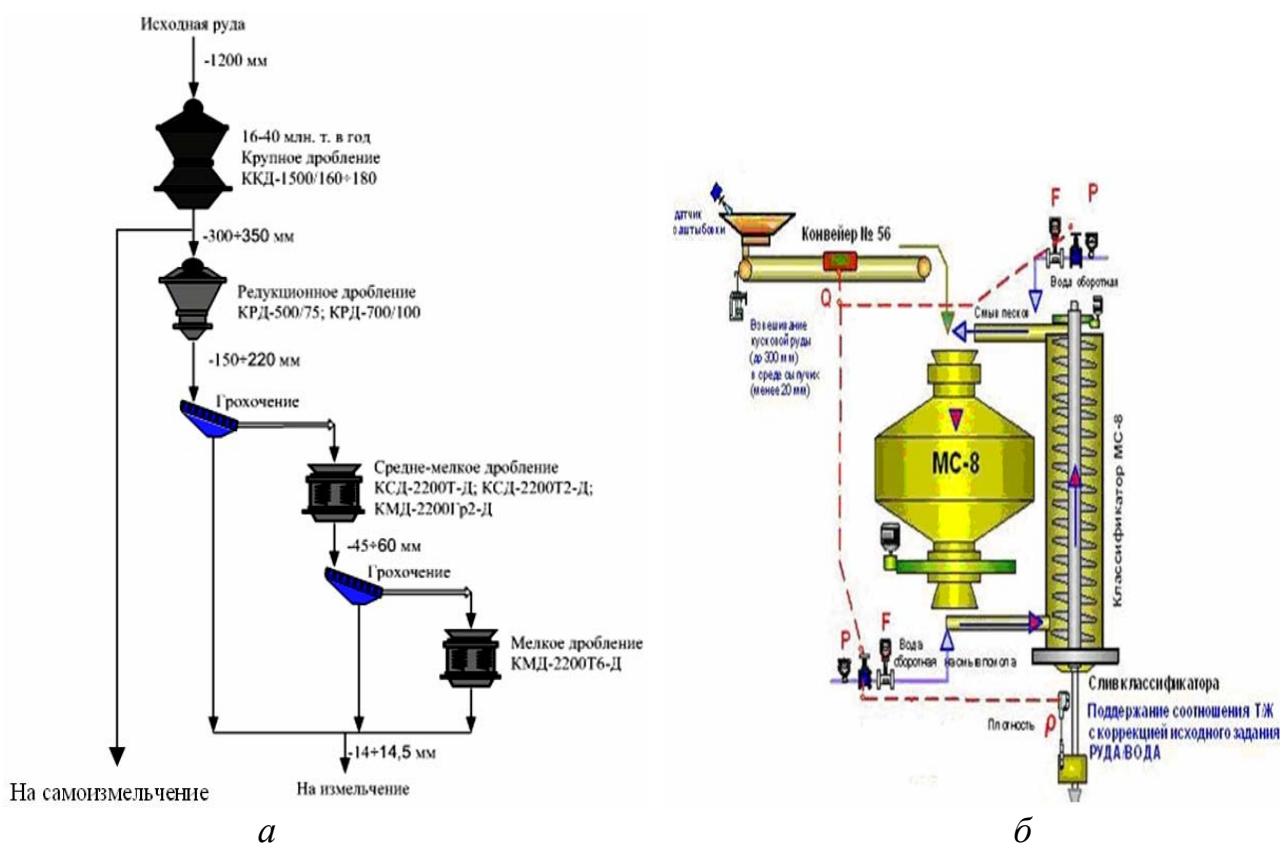 Исходная руда
-1200 мм
16-40 млн. т. в год
Крупное дробление
ККД-1500/160÷180
-300÷350 мм
Редукционное дробление
КРД-500/75; КРД-700/100
-150÷220 мм
Грохочение
Средне-мелкое дробление
КСД-2200Т-Д; КСД-2200Т2-Д;
КМД-2200Гр2-Д
-45÷60 мм
Грохочение
Мелкое дробление
КМД-2200Т6-Д
-14÷14,5 мм
На самоизмельчение
На измельчение
а
датчик
подштыбовки
Конвейер № 56
F
P
Вода оборотная
Q
Смыв песков
Взвешивание
кусковой руды
(до 300 мм)
в среде сыпучих
(менее 20 мм)
МС-8
Классификатор МС-8
P
F
Вода
оборотная на смыв помола
Слив классификатора
Плотность
ρ
Поддержание соотношения Т/Ж
с коррекцией исходного задания
РУДА/ВОДА
б